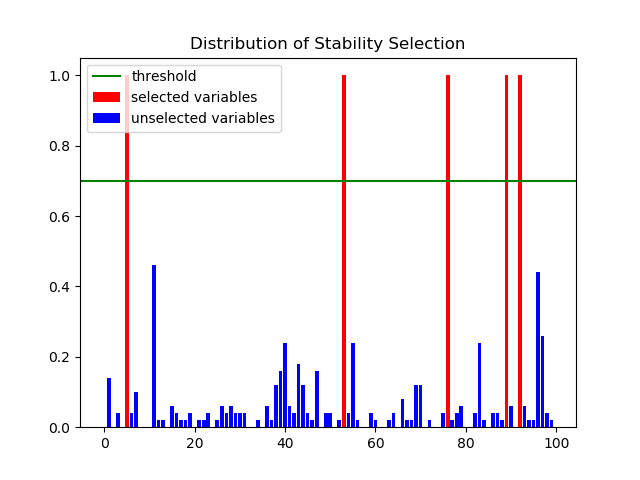 Distribution of Stability Selection
threshold
selected variables
unselected variables
1.0
0.8
0.6
0.4
0.2
0.0
0 20 40 60 80 100